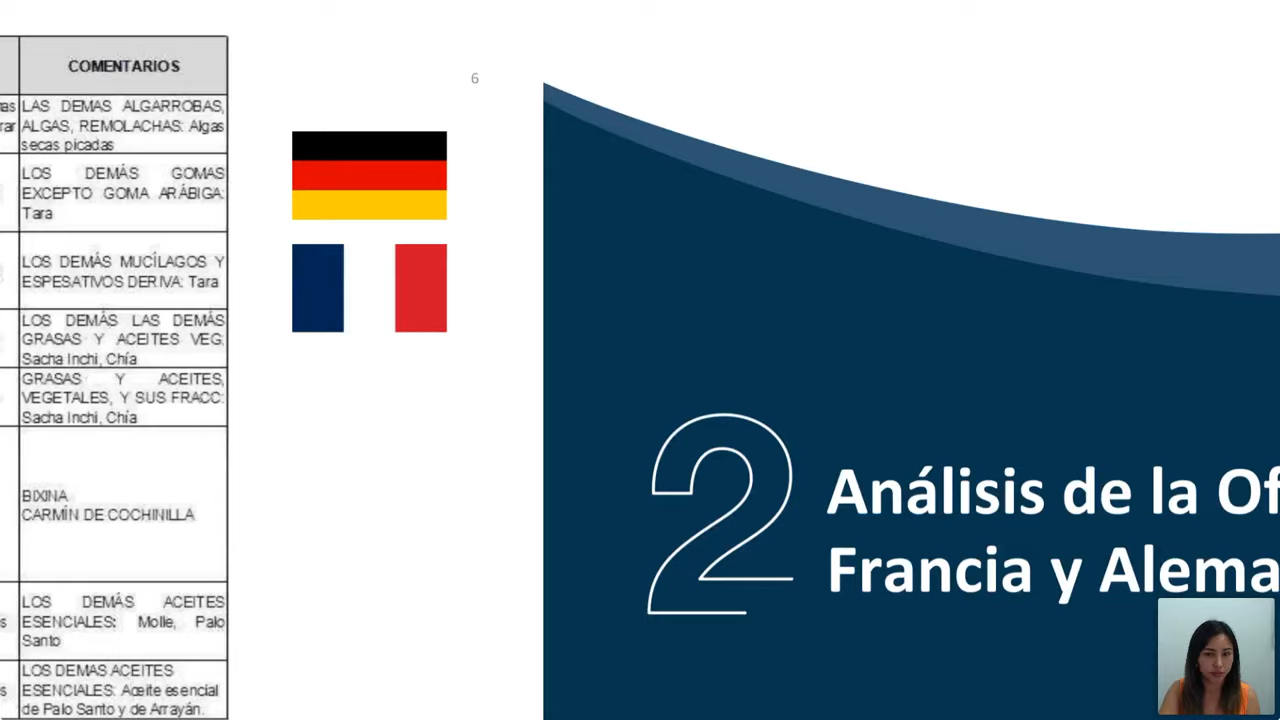 COMENTARIOS
LAS DEMAS ALGARROBAS,
ALGAS, REMOLACHAS: Algas
secas picadas
LOS DEMÁS GOMAS
EXCEPTO GOMA ARÁBIGA:
Tara
LOS DEMÁS MUCÍLAGOS Y
ESPESATIVOS DERIVA: Tara
LOS DEMÁS LAS DEMÁS
GRASAS Y ACEITES VEG:
Sacha Inchi, Chía
GRASAS Y ACEITES,
VEGETALES, Y SUS FRACC:
Sacha Inchi, Chía
BIXINA
CARMÍN DE COCHINILLA
LOS DEMÁS ACEITES
ESENCIALES: Molle, Palo
Santo
LOS DEMAS ACEITES
ESENCIALES: Aceite esencial
de Palo Santo y de Arrayán.
6
2
Análisis de la Of
Francia y Alema